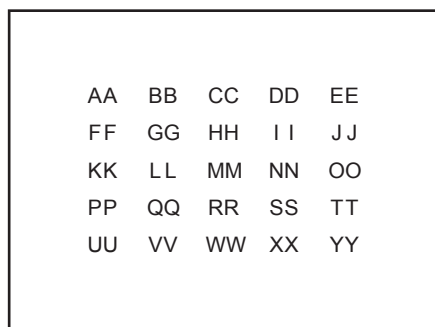 AA BB CC DD EE
FF GG HH II JJ
KK LL MM NN OO
PP QQ RR SS TT
UU VV WW XX YY